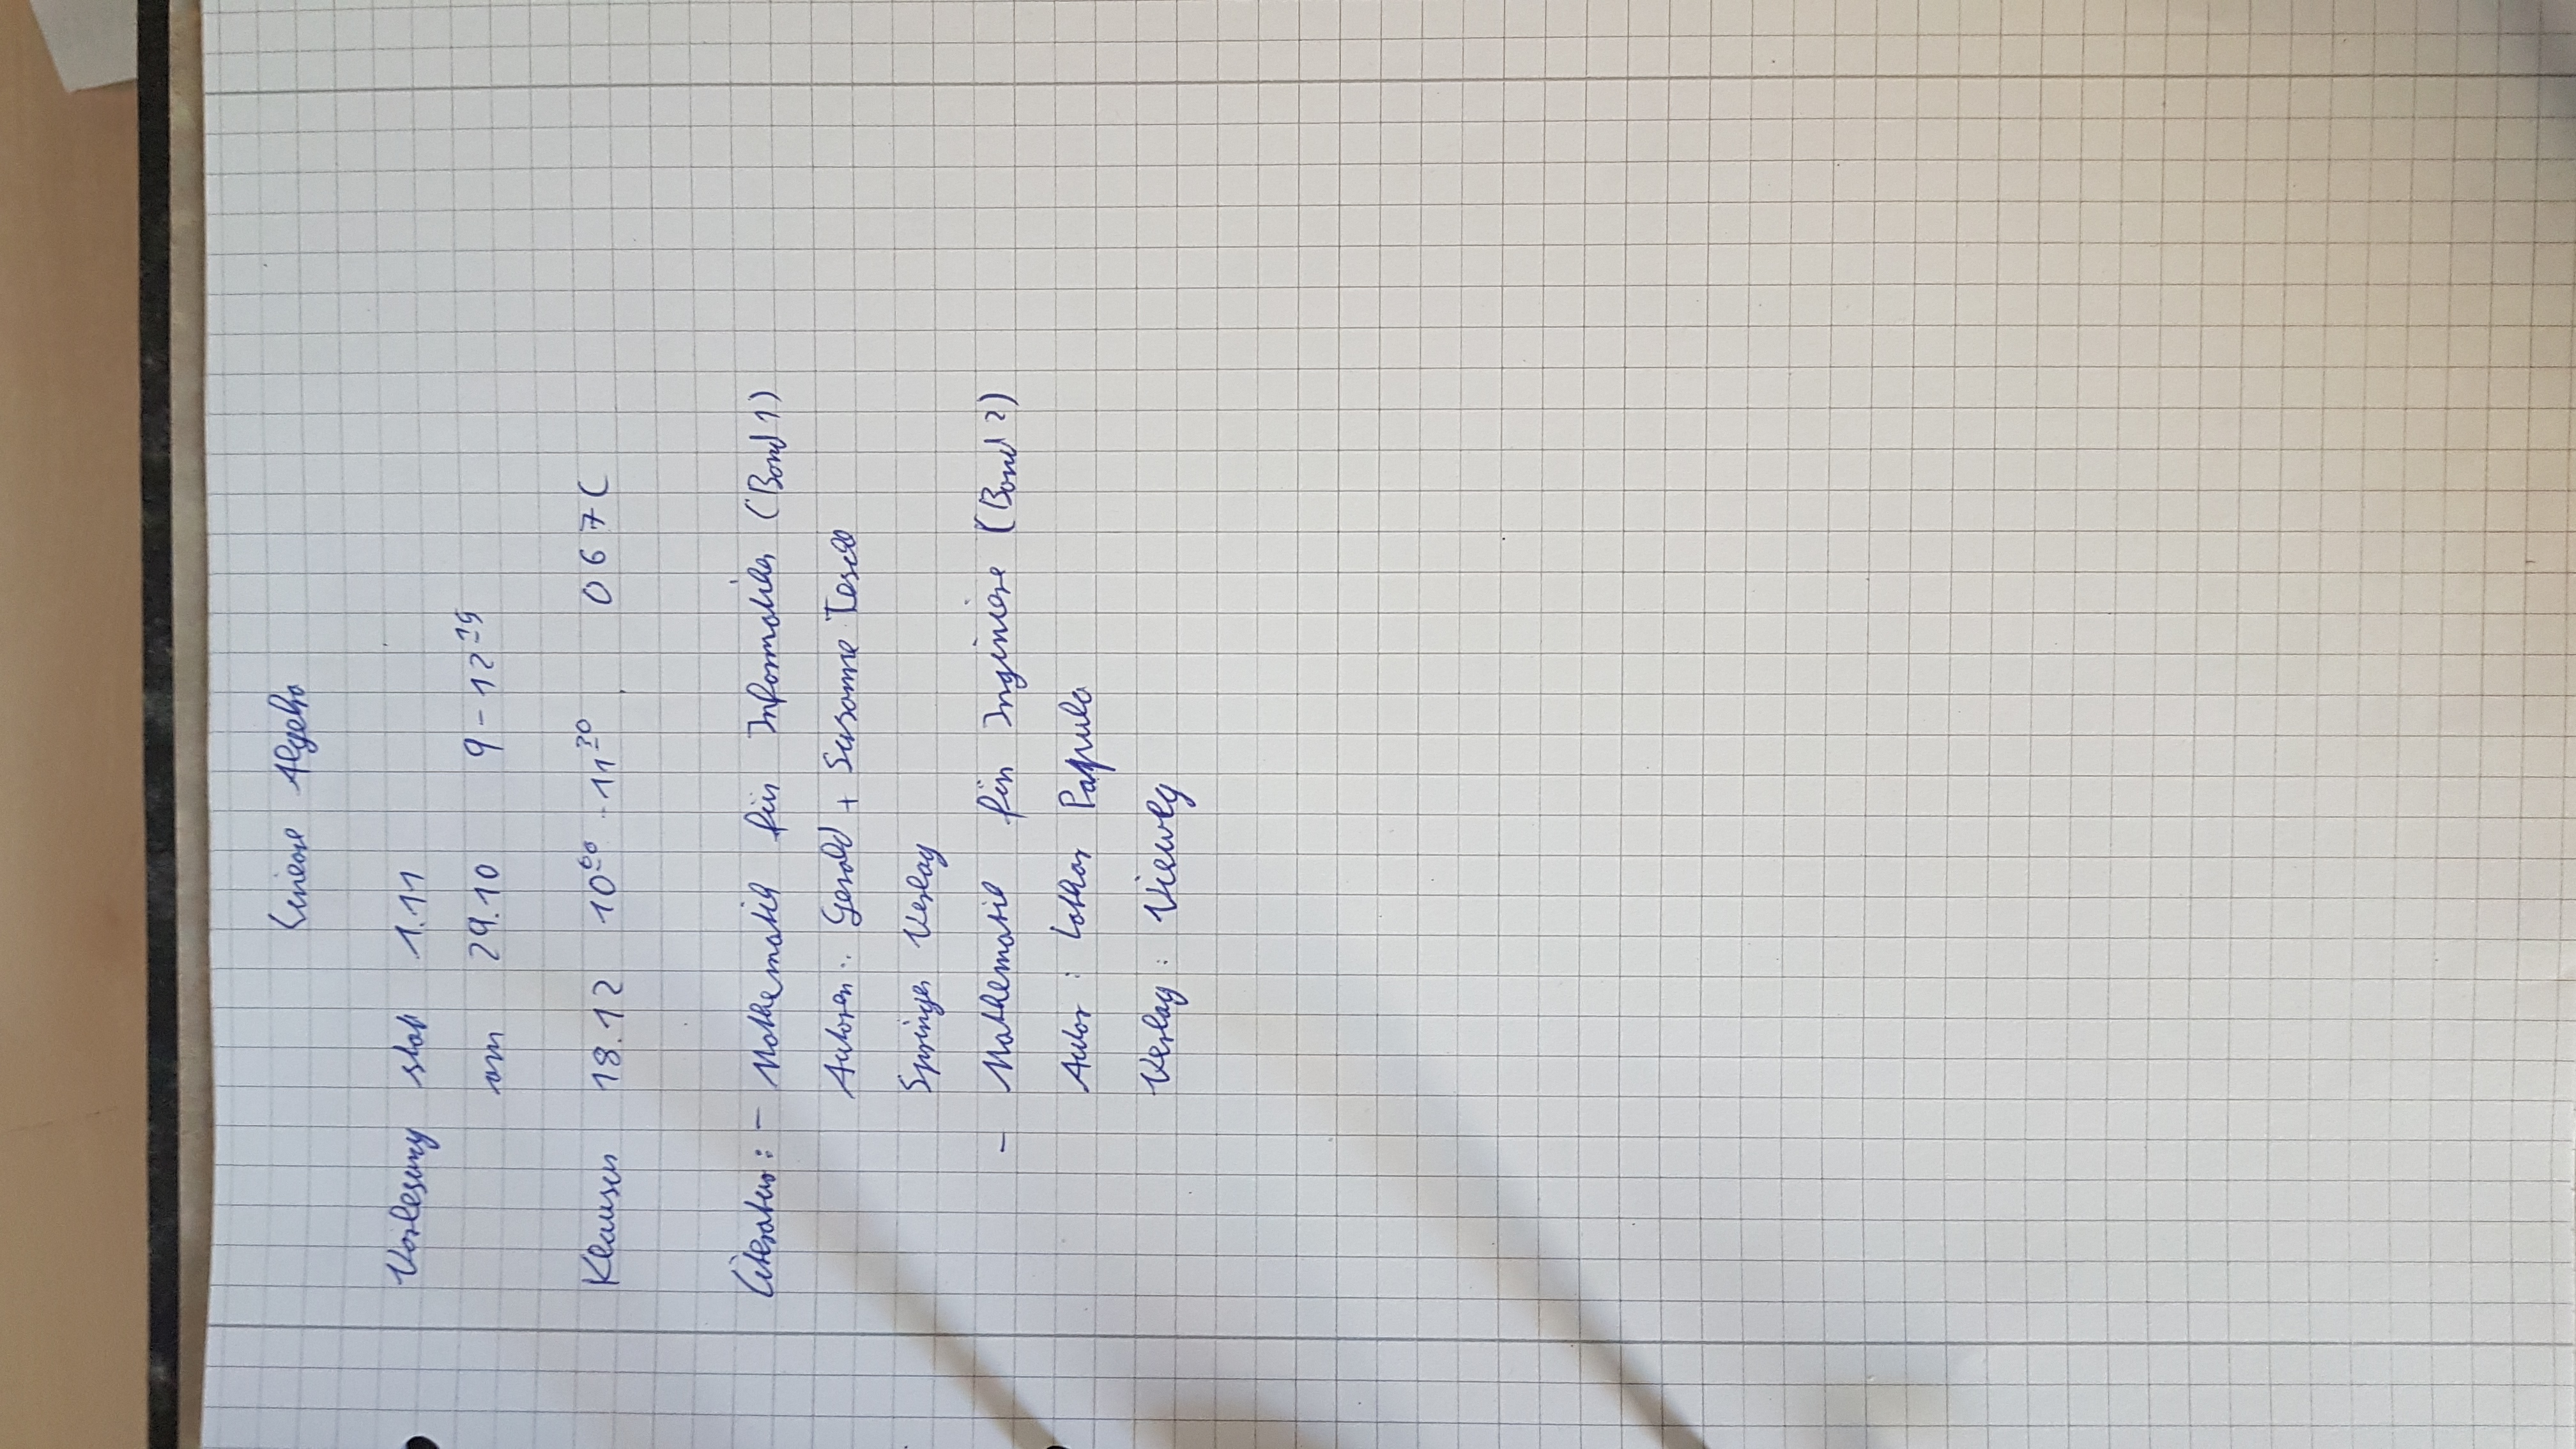 Lineare Algebra
Vorlesung statt 1.11
am 29.10 9 - 12 15
Klausur 18.12 10 00 - 11 30 067C
Literatur: - Mathematik für Informatiker (Band 1)
Autoren: Gerald + Susanne Teschl
Springer Verlag
- Mathematik für Inginiere (Band 2)
Autor: Lothar Papula
Verlag: Vieweg